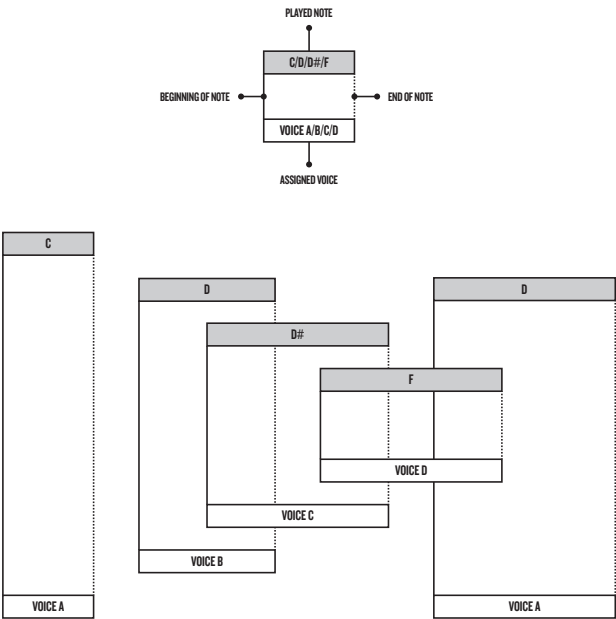 PLAYED NOTE
C/D/D#/F
BEGINNING OF NOTE
END OF NOTE
VOICE A/B/C/D
ASSIGNED VOICE
C
D
D
D#
F
VOICE D
VOICE C
VOICE B
VOICE A
VOICE A